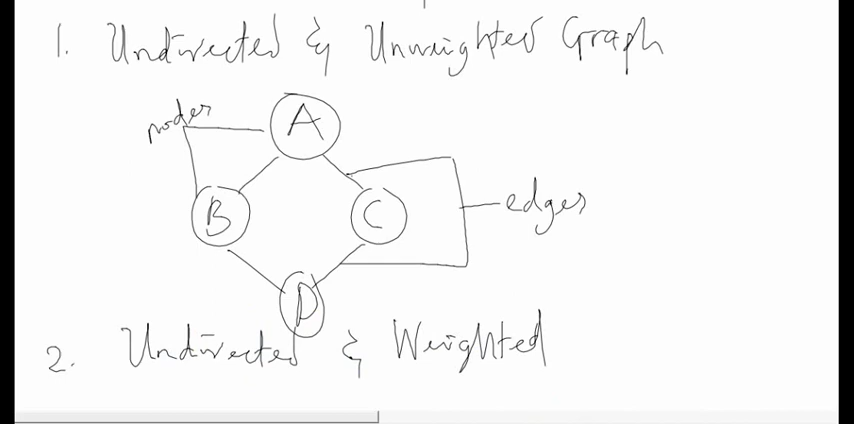 1. Undirected & Unweighted Graph
nodes
A
B
C
edges
D
2. Undirected & Weighted